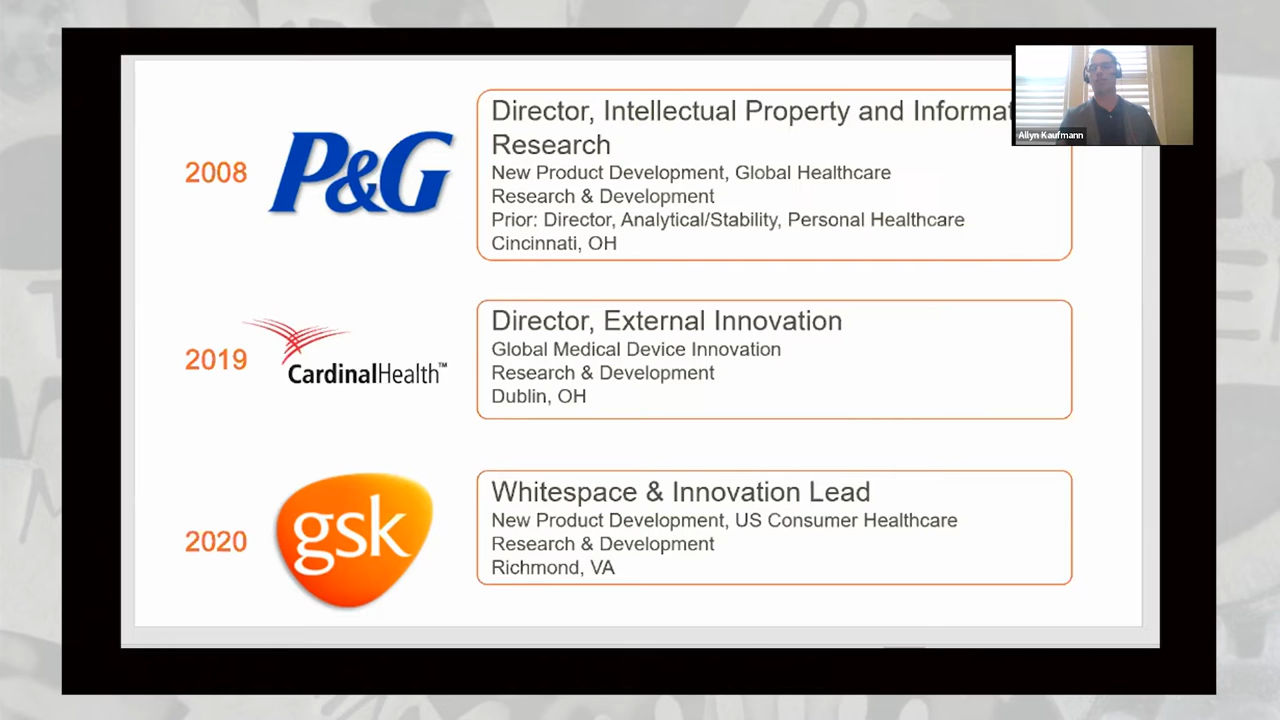 2008
P&G
Director, Intellectual Property and Informat
Research
New Product Development, Global Healthcare
Research & Development
Prior: Director, Analytical/Stability, Personal Healthcare
Cincinnati, OH
Allyn Kaufmann
2019
CardinalHealth™
Director, External Innovation
Global Medical Device Innovation
Research & Development
Dublin, OH
2020
gsk
Whitespace & Innovation Lead
New Product Development, US Consumer Healthcare
Research & Development
Richmond, VA